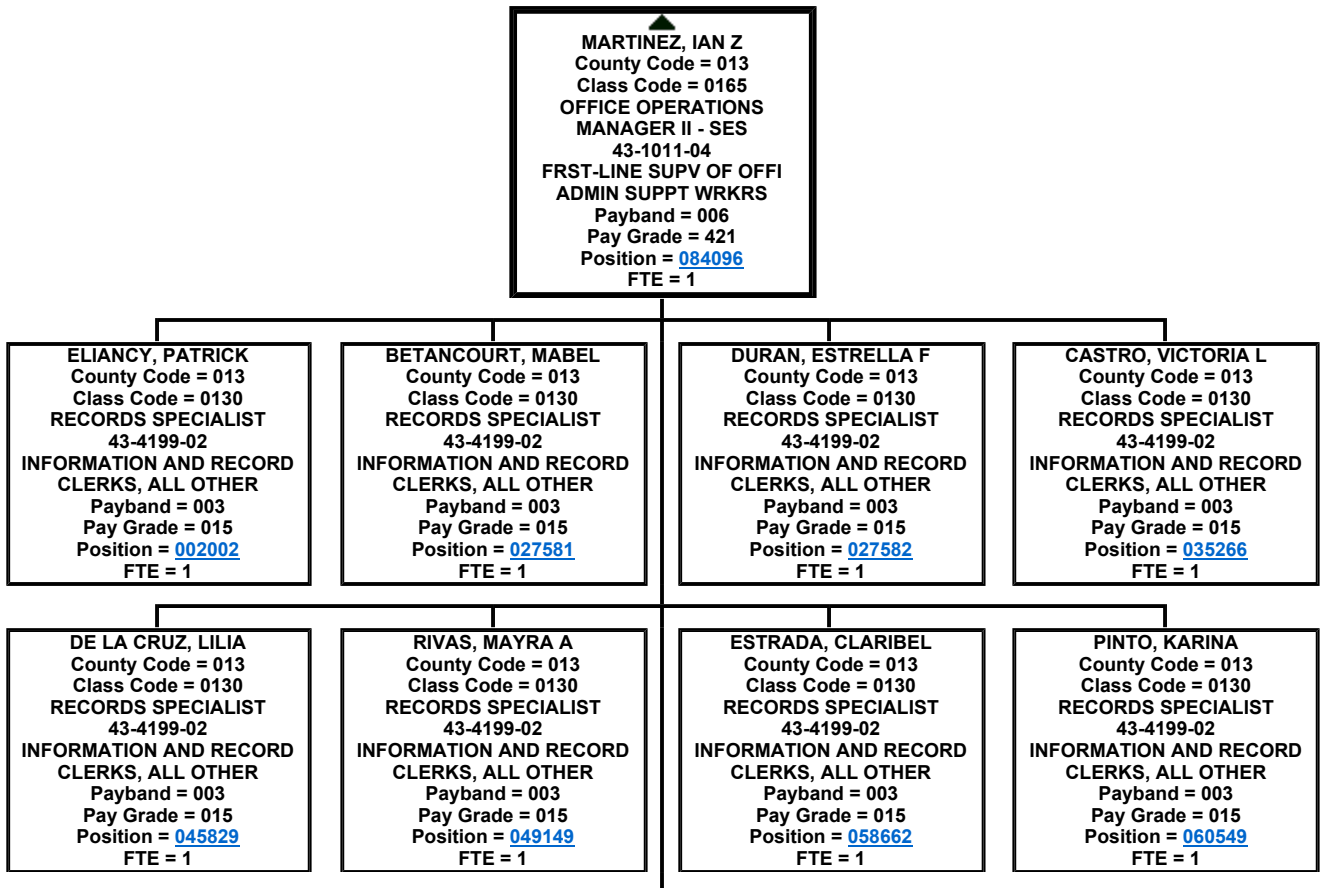 MARTINEZ, IAN Z
County Code = 013
Class Code = 0165
OFFICE OPERATIONS
MANAGER II - SES
43-1011-04
FRST-LINE SUPV OF OFFI
ADMIN SUPPT WRKRS
Payband = 006
Pay Grade = 421
Position = 084096
FTE = 1
ELIANCY, PATRICK
County Code = 013
Class Code = 0130
RECORDS SPECIALIST
43-4199-02
INFORMATION AND RECORD
CLERKS, ALL OTHER
Payband = 003
Pay Grade = 015
Position = 002002
FTE = 1
BETANCOURT, MABEL
County Code = 013
Class Code = 0130
RECORDS SPECIALIST
43-4199-02
INFORMATION AND RECORD
CLERKS, ALL OTHER
Payband = 003
Pay Grade = 015
Position = 027581
FTE = 1
DURAN, ESTRELLA F
County Code = 013
Class Code = 0130
RECORDS SPECIALIST
43-4199-02
INFORMATION AND RECORD
CLERKS, ALL OTHER
Payband = 003
Pay Grade = 015
Position = 027582
FTE = 1
CASTRO, VICTORIA L
County Code = 013
Class Code = 0130
RECORDS SPECIALIST
43-4199-02
INFORMATION AND RECORD
CLERKS, ALL OTHER
Payband = 003
Pay Grade = 015
Position = 035266
FTE = 1
DE LA CRUZ, LILIA
County Code = 013
Class Code = 0130
RECORDS SPECIALIST
43-4199-02
INFORMATION AND RECORD
CLERKS, ALL OTHER
Payband = 003
Pay Grade = 015
Position = 045829
FTE = 1
RIVAS, MAYRA A
County Code = 013
Class Code = 0130
RECORDS SPECIALIST
43-4199-02
INFORMATION AND RECORD
CLERKS, ALL OTHER
Payband = 003
Pay Grade = 015
Position = 049149
FTE = 1
ESTRADA, CLARIBEL
County Code = 013
Class Code = 0130
RECORDS SPECIALIST
43-4199-02
INFORMATION AND RECORD
CLERKS, ALL OTHER
Payband = 003
Pay Grade = 015
Position = 058662
FTE = 1
PINTO, KARINA
County Code = 013
Class Code = 0130
RECORDS SPECIALIST
43-4199-02
INFORMATION AND RECORD
CLERKS, ALL OTHER
Payband = 003
Pay Grade = 015
Position = 060549
FTE = 1